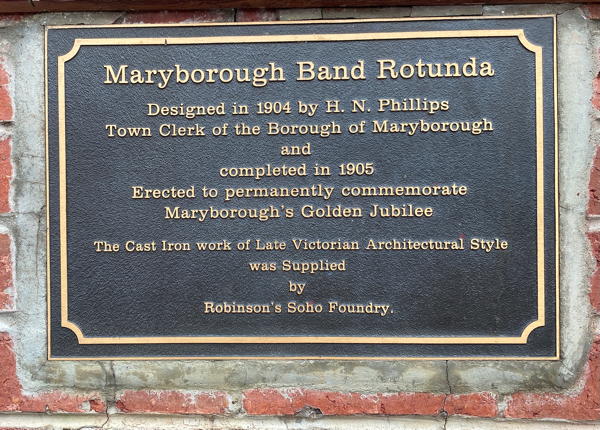 Maryborough Band Rotunda
Designed in 1904 by H. N. Phillips
Town Clerk of the Borough of Maryborough
and
completed in 1905
Erected to permanently commemorate
Maryborough's Golden Jubilee
The Cast Iron work of Late Victorian Architectural Style
was Supplied
by
Robinson's Soho Foundry.